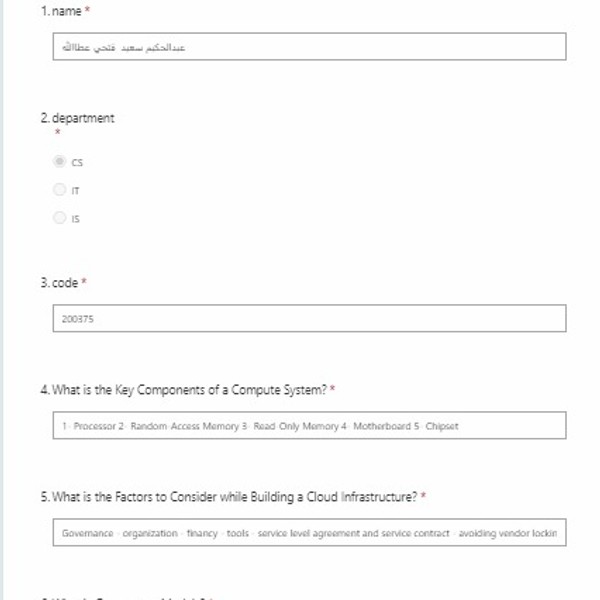 1. name *
عبدالحكيم سعيد فتحي عطاالله
2. department
*
CS
IT
IS
3. code *
200375
4. What is the Key Components of a Compute System? *
1- Processor 2- Random-Access Memory 3- Read-Only Memory 4- Motherboard 5- Chipset
5. What is the Factors to Consider while Building a Cloud Infrastructure? *
Governance - organization - financy - tools - service level agreement and service contract - avoiding vendor lockin